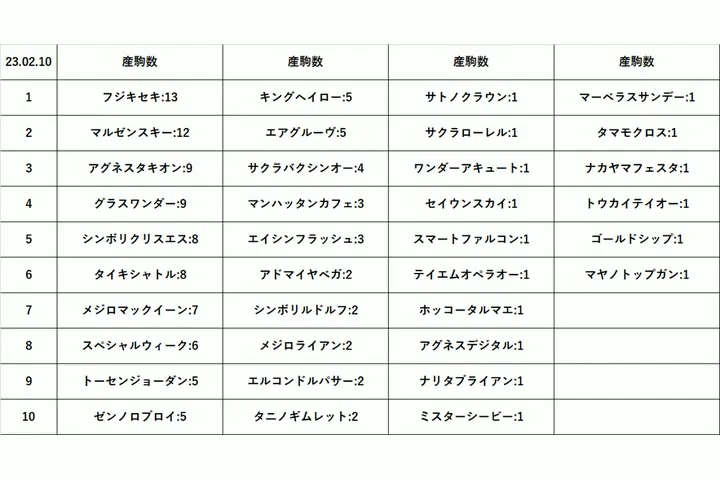 23.02.10 産駒数 産駒数 産駒数 産駒数
1 フジキセキ:13 キングヘイロー:5 サトノクラウン:1 マーベラスサンデー:1
2 マルゼンスキー:12 エアグルーヴ:5 サクラローレル:1 タマモクロス:1
3 アグネスタキオン:9 サクラバクシンオー:4 ワンダーアキュート:1 ナカヤマフェスタ:1
4 グラスワンダー:9 マンハッタンカフェ:3 セイウンスカイ:1 トウカイテイオー:1
5 シンボリクリスエス:8 エイシンフラッシュ:3 スマートファルコン:1 ゴールドシップ:1
6 タイキシャトル:8 アドマイヤベガ:2 テイエムオペラオー:1 マヤノトップガン:1
7 メジロマックイーン:7 シンボリルドルフ:2 ホッコータルマエ:1
8 スペシャルウィーク:6 メジロライアン:2 アグネスデジタル:1
9 トーセンジョーダン:5 エルコンドルパサー:2 ナリタブライアン:1
10 ゼンノロブロイ:5 タニノギムレット:2 ミスターシービー:1